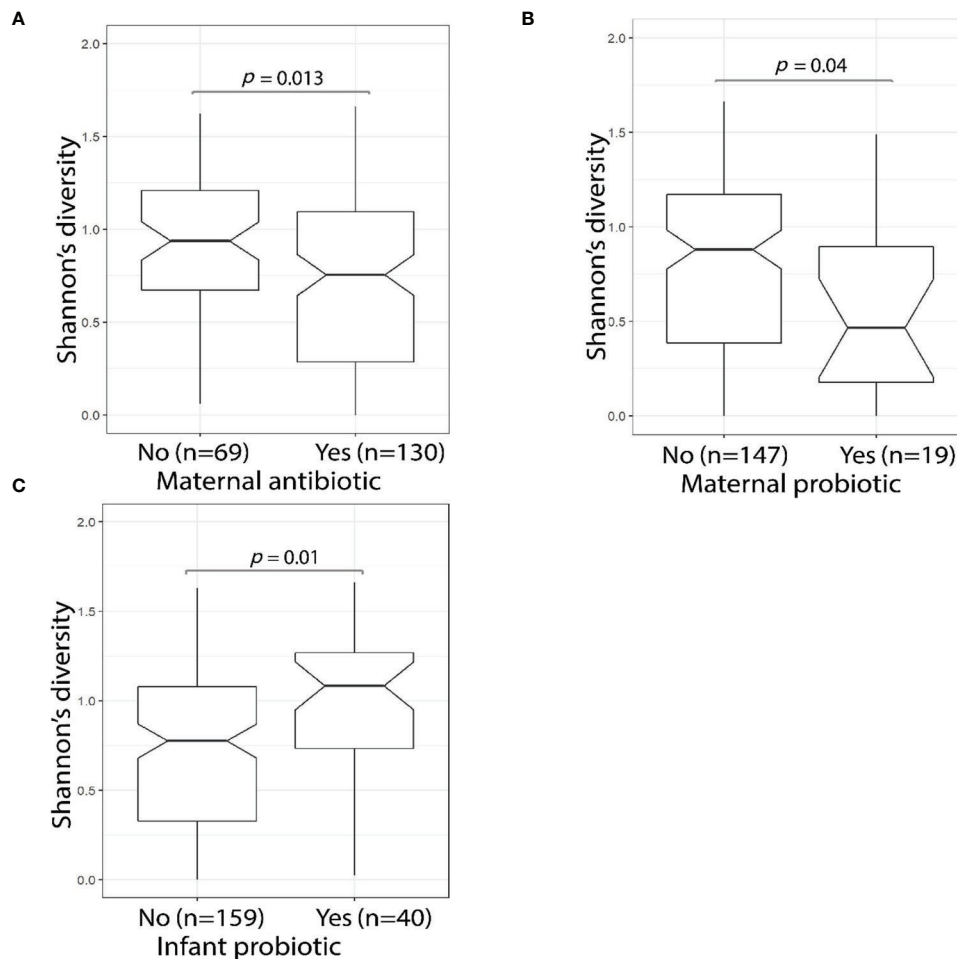 A
p = 0.013
Shannon's diversity
2.0
1.5
1.0
0.5
0.0
No (n=69) Yes (n=130)
Maternal antibiotic
B
p = 0.04
Shannon's diversity
2.0
1.5
1.0
0.5
0.0
No (n=147) Yes (n=19)
Maternal probiotic
C
p = 0.01
Shannon's diversity
2.0
1.5
1.0
0.5
0.0
No (n=159) Yes (n=40)
Infant probiotic